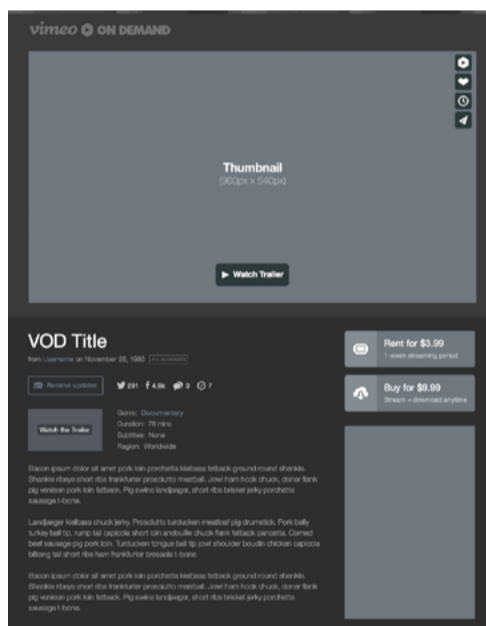 vimeo ON DEMAND
Thumbnail
(960px x 540px)
Watch Trailer
VOD Title
from Username on November 28, 1980 ALL AUDIENCES
Receive updates
291 4.8k 0 7
Watch the Trailer
Genre: Documentary
Duration: 78 mins
Subtitles: None
Region: Worldwide
Rent for $3.99
1-week streaming period
Buy for $9.99
Stream + download anytime
Bacon ipsum dolor sit amet pork loin porchetta kielbasa fatback ground round shankle.
Shankle ribeye short ribs frankfurter prosciutto meatball. Jowl ham hock chuck, doner flank
pig venison pork loin fatback. Pig swine landjaeger, short ribs brisket jerky porchetta
sausage t-bone.
Landjaeger kielbasa chuck jerky. Prosciutto turducken meatloaf pig drumstick. Pork belly
turkey ball tip, rump tail capicola short loin andouille chuck flank fatback pancetta. Corned
beef sausage pig pork loin. Turducken tongue ball tip jowl shoulder boudin chicken capicola
biltong tail short ribs ham frankfurter bresaola t-bone.
Bacon ipsum dolor sit amet pork loin porchetta kielbasa fatback ground round shankle.
Shankle ribeye short ribs frankfurter prosciutto meatball. Jowl ham hock chuck, doner flank
pig venison pork loin fatback. Pig swine landjaeger, short ribs brisket jerky porchetta
sausage t-bone.